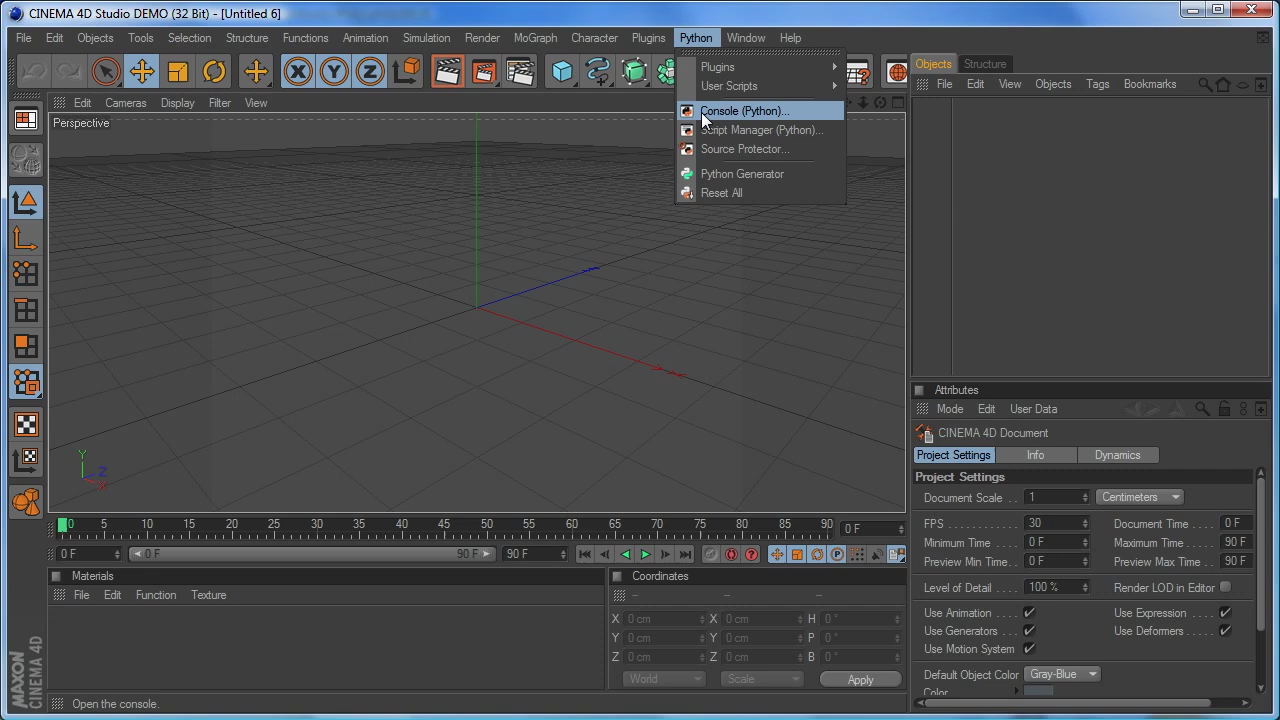 CINEMA 4D Studio DEMO (32 Bit) - [Untitled 6]
File Edit Objects Tools Selection Structure Functions Animation Simulation Render MoGraph Character Plugins Python Window Help
Plugins
User Scripts
Console (Python)...
Script Manager (Python)...
Source Protector...
Python Generator
Reset All
X Y Z
Edit Cameras Display Filter View
Perspective
Y
Z
X
Objects Structure
File Edit View Objects Tags Bookmarks
Attributes
Mode Edit User Data
CINEMA 4D Document
Project Settings Info Dynamics
Project Settings
Document Scale .. 1 Centimeters
FPS ............ 30 Document Time .... 0 F
Minimum Time .... 0 F Maximum Time .... 90 F
Preview Min Time .. 0 F Preview Max Time .. 90 F
Level of Detail .... 100 % Render LOD in Editor
Use Animation .... Use Expression ....
Use Generators ... Use Deformers .....
Use Motion System
Default Object Color Gray-Blue
Color
0 5 10 15 20 25 30 35 40 45 50 55 60 65 70 75 80 85 90 0 F
0 F 0 F 90 F 90 F
Materials
File Edit Function Texture
Coordinates
-- -- --
X 0 cm X 0 cm H 0 °
Y 0 cm Y 0 cm P 0 °
Z 0 cm Z 0 cm B 0 °
World Scale Apply
MAXON
CINEMA 4D
Open the console.